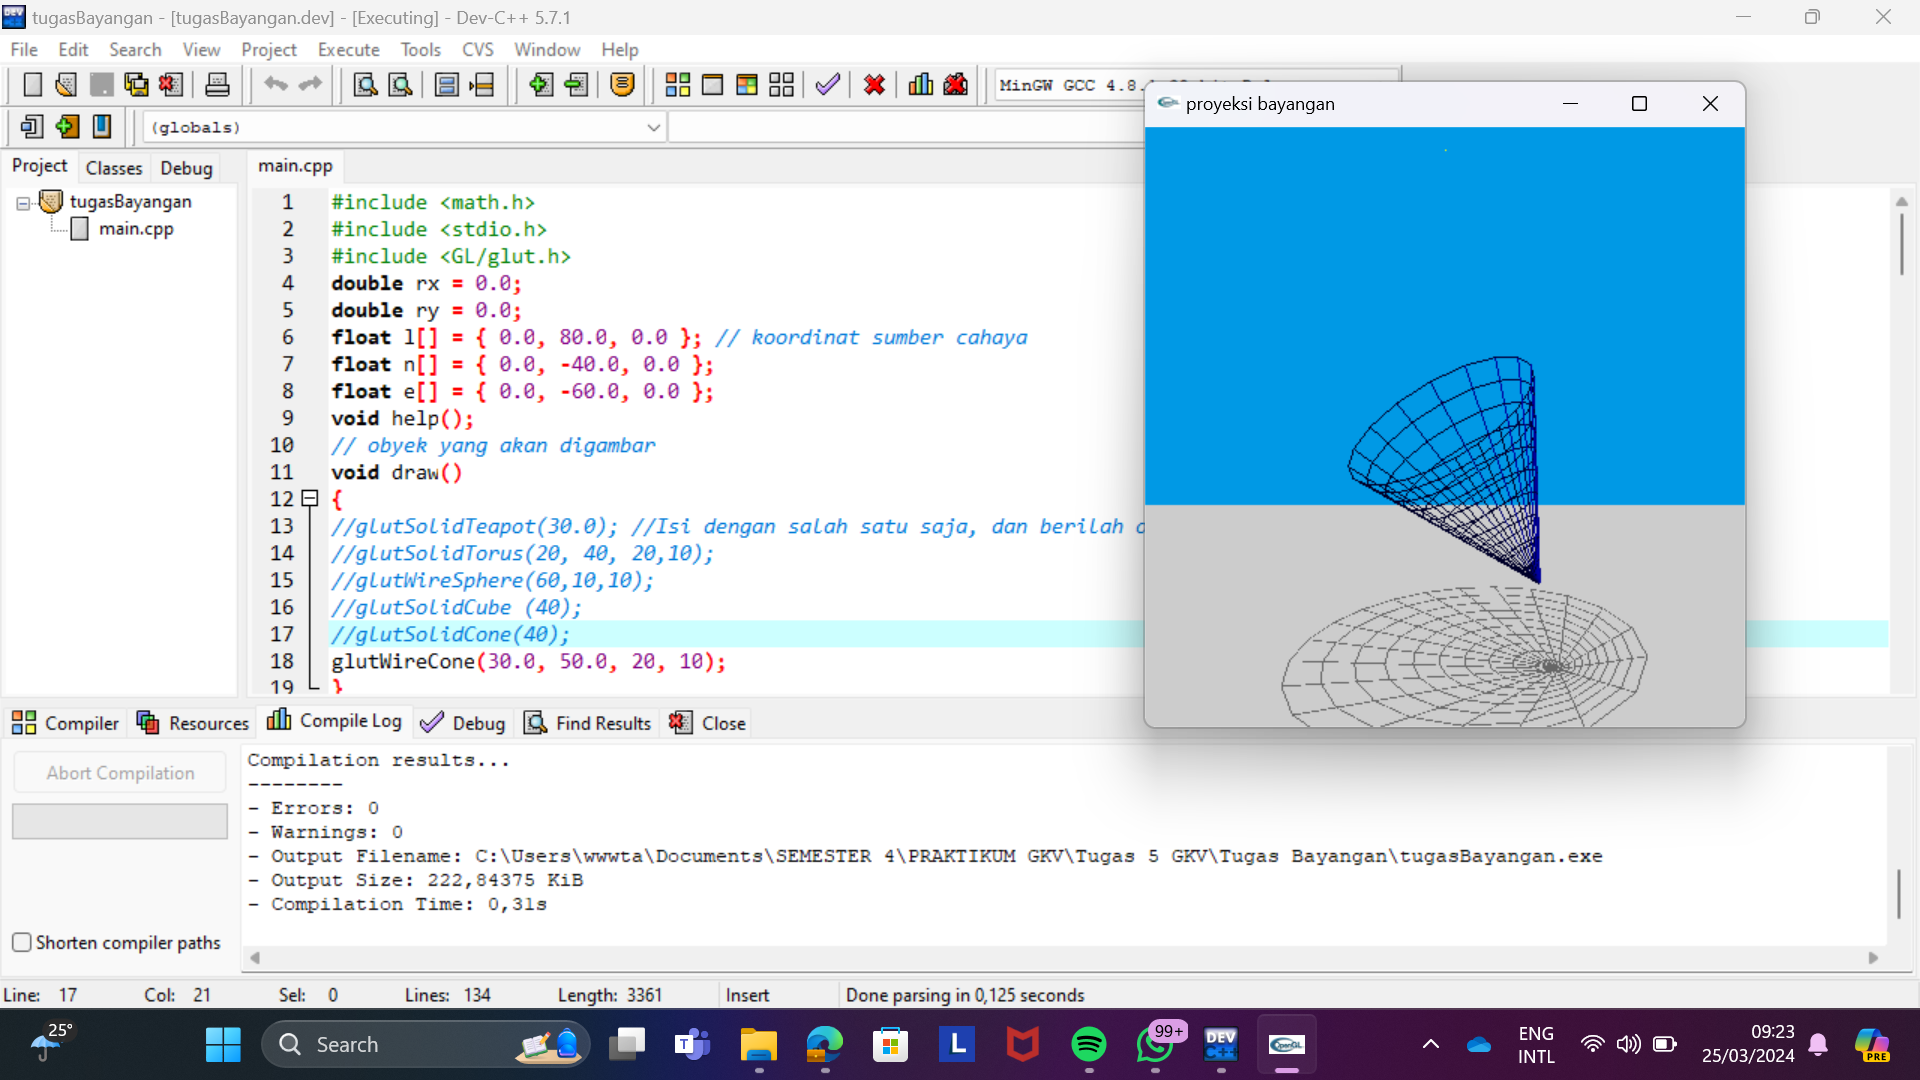 tugasBayangan - [tugasBayangan.dev] - [Executing] - Dev-C++ 5.7.1
File Edit Search View Project Execute Tools CVS Window Help
MinGW GCC 4.8.
(globals)
Project Classes Debug
tugasBayangan
main.cpp
main.cpp
1 #include <math.h>
2 #include <stdio.h>
3 #include <GL/glut.h>
4 double rx = 0.0;
5 double ry = 0.0;
6 float l[] = { 0.0, 80.0, 0.0 }; // koordinat sumber cahaya
7 float n[] = { 0.0, -40.0, 0.0 };
8 float e[] = { 0.0, -60.0, 0.0 };
9 void help();
10 // obyek yang akan digambar
11 void draw()
12 {
13 //glutSolidTeapot(30.0); //Isi dengan salah satu saja, dan berilah
14 //glutSolidTorus(20, 40, 20,10);
15 //glutWireSphere(60,10,10);
16 //glutSolidCube (40);
17 //glutSolidCone(40);
18 glutWireCone(30.0, 50.0, 20, 10);
19 }
proyeksi bayangan
Compiler Resources Compile Log Debug Find Results Close
Abort Compilation
Shorten compiler paths
Compilation results...
--------
- Errors: 0
- Warnings: 0
- Output Filename: C:\Users\wwwta\Documents\SEMESTER 4\PRAKTIKUM GKV\Tugas 5 GKV\Tugas Bayangan\tugasBayangan.exe
- Output Size: 222,84375 KiB
- Compilation Time: 0,31s
Line: 17 Col: 21 Sel: 0 Lines: 134 Length: 3361 Insert Done parsing in 0,125 seconds
25°
Search
T
L
99+
DEV C++
OpenGL
ENG
INTL
09:23
25/03/2024
PRE